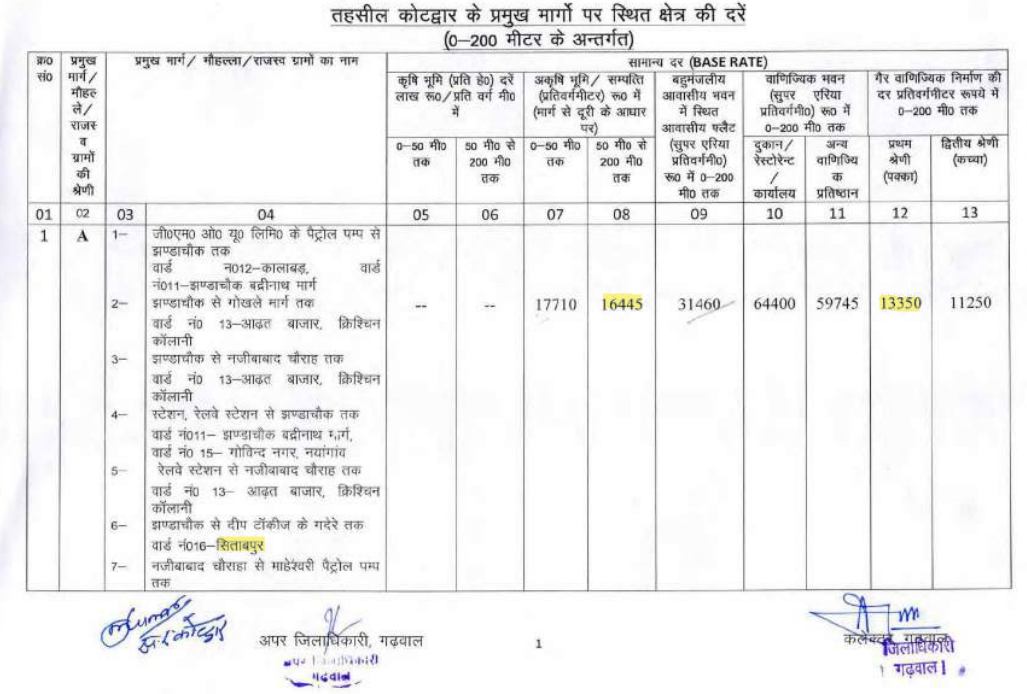 तहसील कोटद्वार के प्रमुख मार्गो पर स्थित क्षेत्र की दरें
(0–200 मीटर के अन्तर्गत)
क्र0 सं0
प्रमुख मार्ग/ मौहल्ले/ राजस्व ग्रामों की श्रेणी
प्रमुख मार्ग/ मौहल्ला/राजस्व ग्रामों का नाम
सामान्य दर (BASE RATE)
कृषि भूमि (प्रति हे0) दरें लाख रू0/प्रति वर्ग मी0 में
अकृषि भूमि/ सम्पत्ति (प्रतिवर्गमीटर) रू0 में (मार्ग से दूरी के आधार पर)
बहुमंजलीय आवासीय भवन में स्थित आवासीय फ्लैट (सुपर एरिया प्रतिवर्गमी0) रू0 में 0–200 मी0 तक
वाणिज्यिक भवन (सुपर एरिया प्रतिवर्गमी0) रू0 में 0–200 मी0 तक
गैर वाणिज्यिक निर्माण की दर प्रतिवर्गमीटर रूपये में 0–200 मी0 तक
0–50 मी0 तक
50 मी0 से 200 मी0 तक
0–50 मी0 तक
50 मी0 से 200 मी0 तक
दुकान/ रेस्टोरेन्ट / कार्यालय
अन्य वाणिज्यिक प्रतिष्ठान
प्रथम श्रेणी (पक्का)
द्वितीय श्रेणी (कच्चा)
01 02 03 04 05 06 07 08 09 10 11 12 13
1 A 1– जी0एम0 ओ0 यू0 लिमि0 के पैट्रोल पम्प से
झण्डाचौक तक
वार्ड न012–कालाबड़, वार्ड
नं011–झण्डाचौक बद्रीनाथ मार्ग
2– झण्डाचौक से गोखले मार्ग तक -- -- 17710 16445 31460 64400 59745 13350 11250
वार्ड नं0 13–आढ़त बाजार, क्रिश्चिन
कॉलानी
3– झण्डाचौक से नजीबाबाद चौराह तक
वार्ड नं0 13–आढ़त बाजार, क्रिश्चिन
कॉलानी
4– स्टेशन, रेलवे स्टेशन से झण्डाचौक तक
वार्ड नं011– झण्डाचौक बद्रीनाथ मार्ग,
वार्ड नं0 15– गोविन्द नगर, नयागांव
5– रेलवे स्टेशन से नजीबाबाद चौराह तक
वार्ड नं0 13– आढ़त बाजार, क्रिश्चिन
कॉलानी
6– झण्डाचौक से दीप टॉकीज के गदेरे तक
वार्ड नं016–सिताबपुर
7– नजीबाबाद चौराहा से माहेश्वरी पैट्रोल पम्प
तक
अपर जिलाधिकारी, गढ़वाल
1
कलेक्टर, गढ़वाल
अपर जिलाधिकारी
गढवाल
जिलाधिकारी
गढ़वाल।